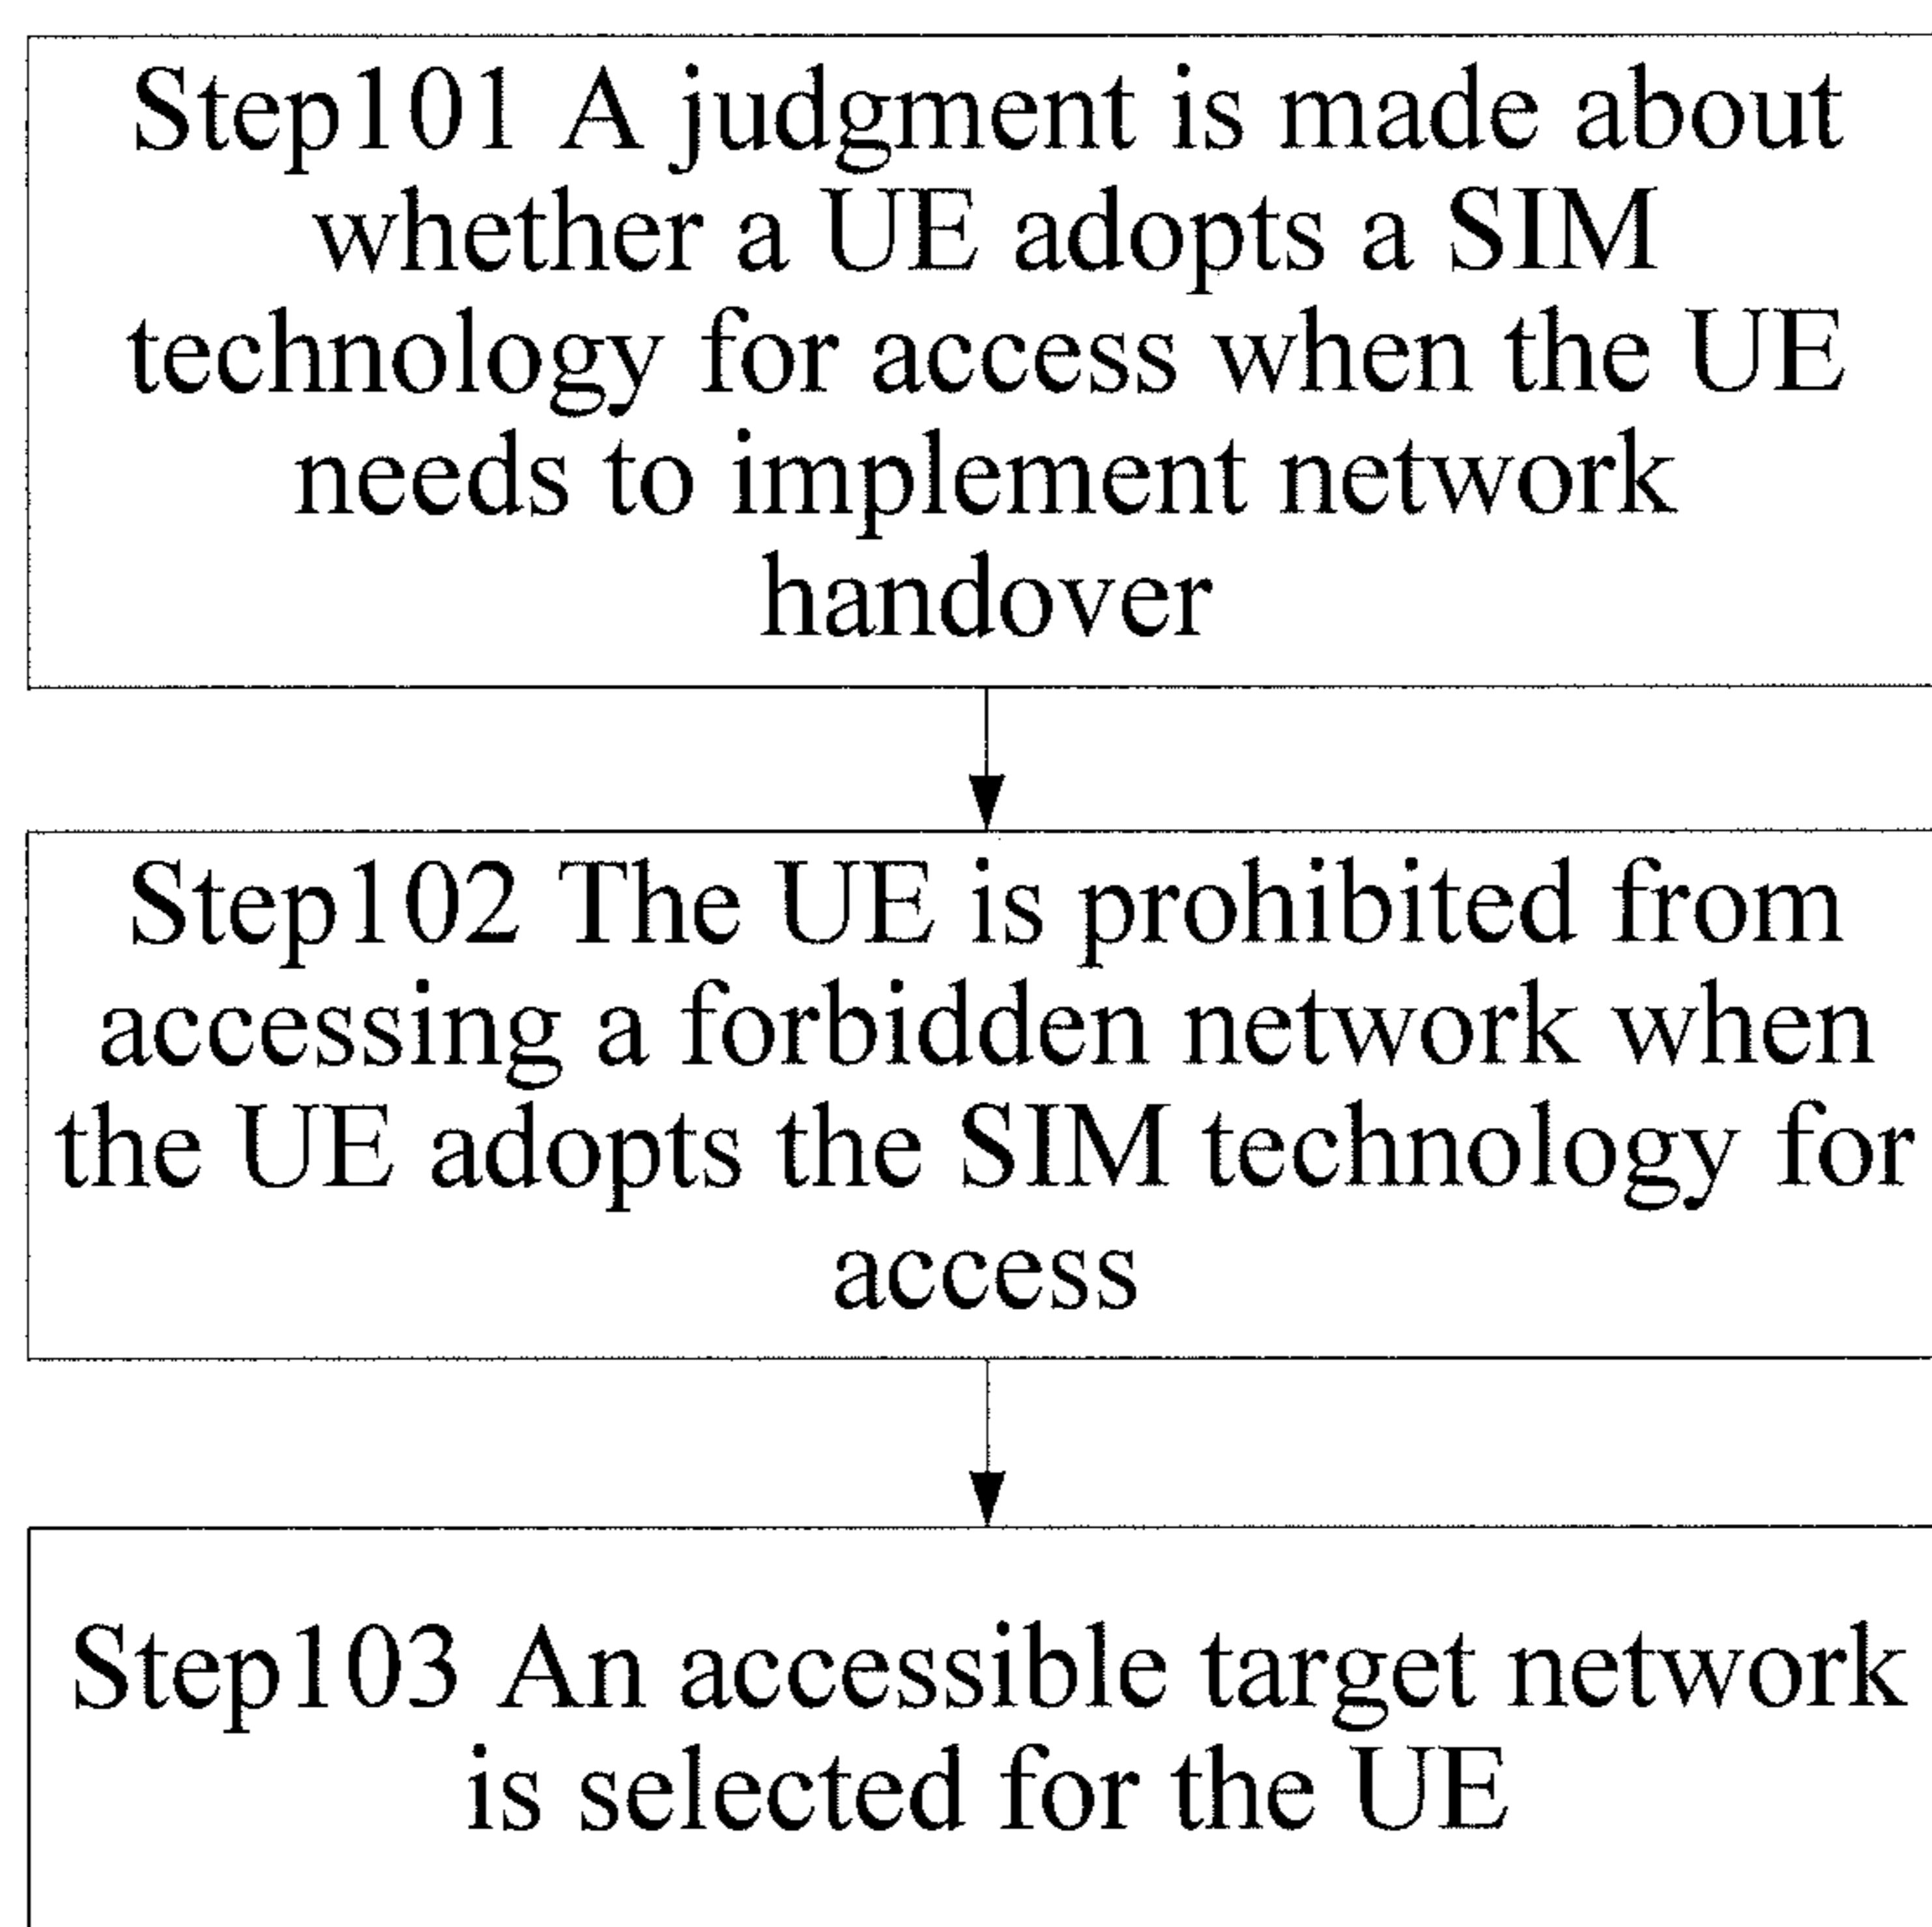 Step101 A judgment is made about
whether a UE adopts a SIM
technology for access when the UE
needs to implement network
handover
Step102 The UE is prohibited from
accessing a forbidden network when
the UE adopts the SIM technology for
access
Step103 An accessible target network
is selected for the UE